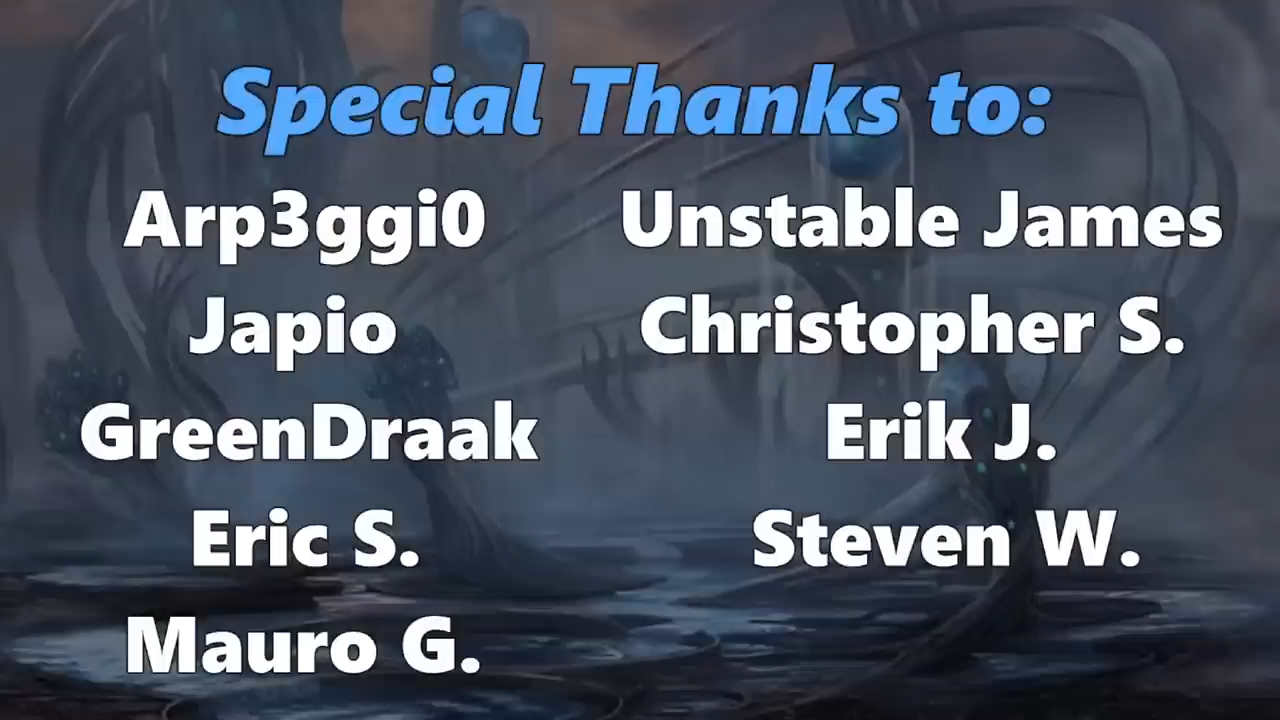 Special Thanks to:
Arp3ggi0
Japio
GreenDraak
Eric S.
Mauro G.
Unstable James
Christopher S.
Erik J.
Steven W.